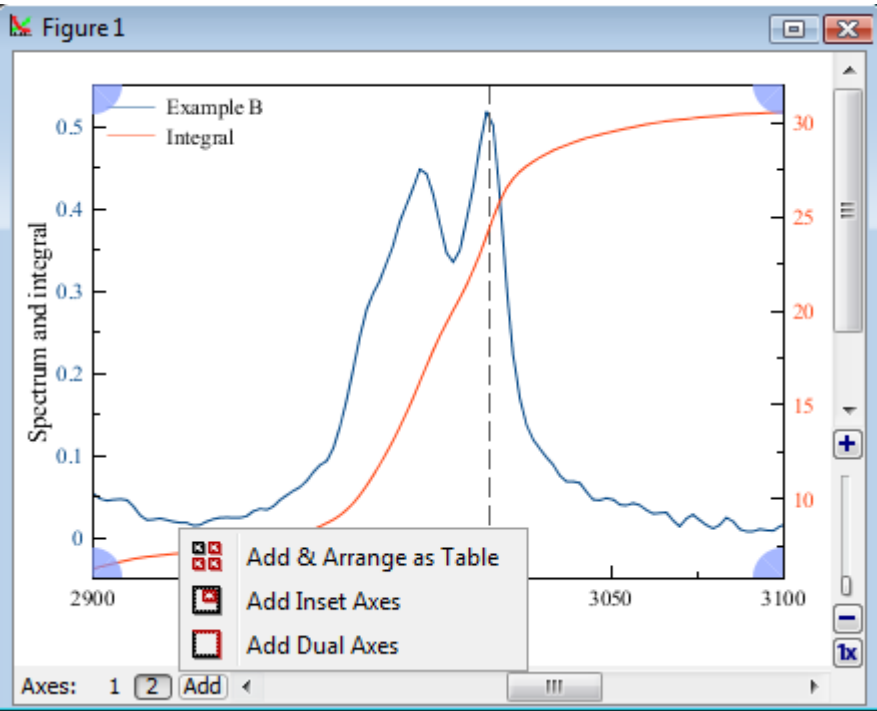 Figure 1
Example B
Integral
0.5
0.4
0.3
0.2
0.1
0
Spectrum and integral
30
25
20
15
10
2900
3050
3100
Add & Arrange as Table
Add Inset Axes
Add Dual Axes
1x
Axes: 1 2 Add